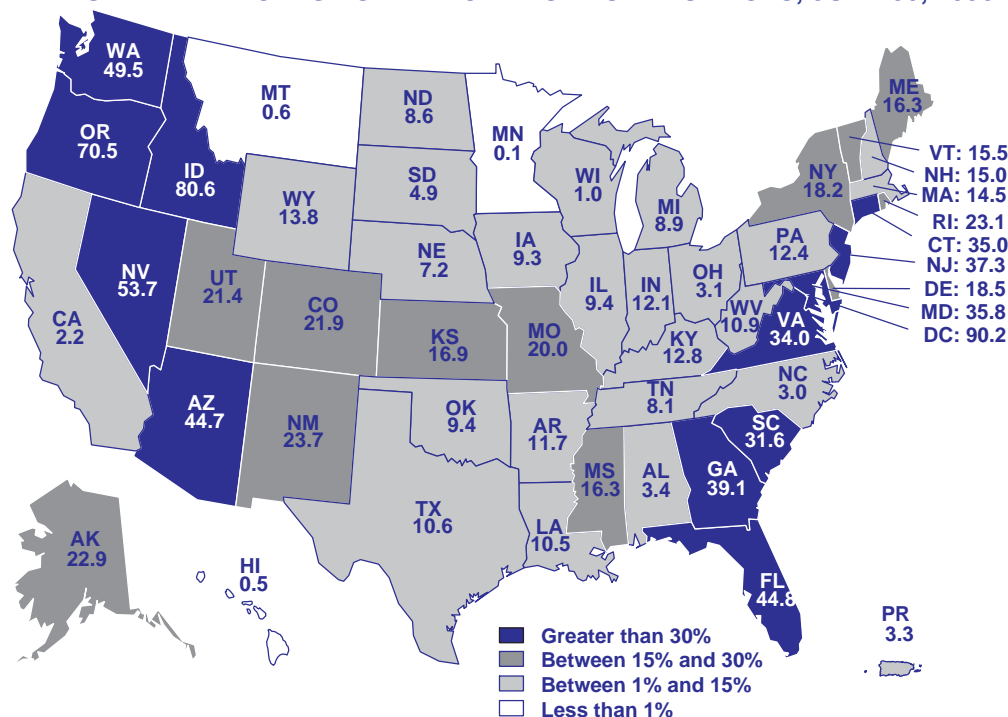 WA
49.5
MT
0.6
ND
8.6
MN
0.1
ME
16.3
OR
70.5
ID
80.6
SD
4.9
WI
1.0
MI
8.9
NY
18.2
VT: 15.5
NH: 15.0
MA: 14.5
RI: 23.1
CT: 35.0
NJ: 37.3
DE: 18.5
MD: 35.8
DC: 90.2
WY
13.8
IA
9.3
NE
7.2
PA
12.4
NV
53.7
UT
21.4
CO
21.9
IL
9.4
IN
12.1
OH
3.1
WV
10.9
VA
34.0
CA
2.2
KS
16.9
MO
20.0
KY
12.8
NC
3.0
TN
8.1
AZ
44.7
NM
23.7
OK
9.4
AR
11.7
SC
31.6
MS
16.3
AL
3.4
GA
39.1
TX
10.6
LA
10.5
AK
22.9
HI
0.5
FL
44.8
PR
3.3
Greater than 30%
Between 15% and 30%
Between 1% and 15%
Less than 1%